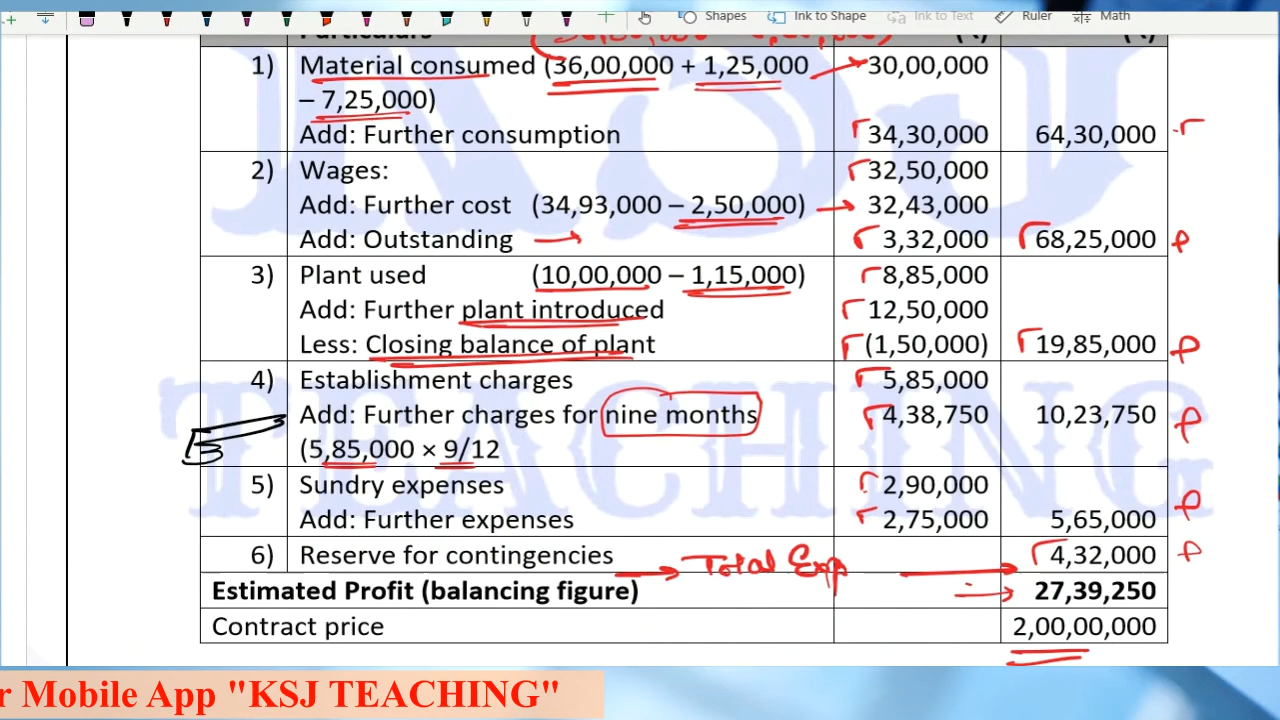 Shapes Ink to Shape Ink to Text Ruler Math
Particulars (₹) (₹)
1) Material consumed (36,00,000 + 1,25,000 30,00,000
– 7,25,000)
Add: Further consumption 34,30,000 64,30,000
2) Wages: 32,50,000
Add: Further cost (34,93,000 – 2,50,000) 32,43,000
Add: Outstanding 3,32,000 68,25,000
3) Plant used (10,00,000 – 1,15,000) 8,85,000
Add: Further plant introduced 12,50,000
Less: Closing balance of plant (1,50,000) 19,85,000
4) Establishment charges 5,85,000
Add: Further charges for nine months 4,38,750 10,23,750
(5,85,000 × 9/12
5) Sundry expenses 2,90,000
Add: Further expenses 2,75,000 5,65,000
6) Reserve for contingencies Total Exp 4,32,000
Estimated Profit (balancing figure) 27,39,250
Contract price 2,00,00,000
TEACHING
r Mobile App "KSJ TEACHING"